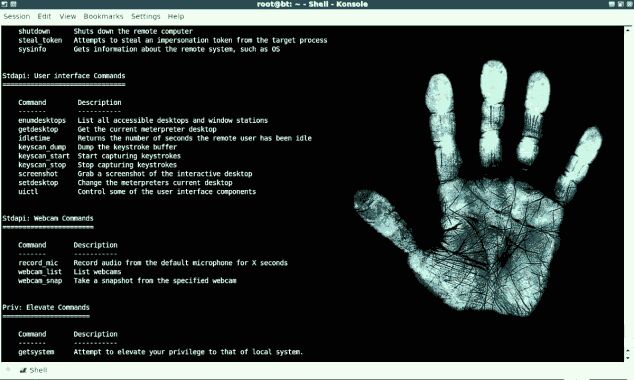 root@bt: ~ - Shell - Konsole
Session Edit View Bookmarks Settings Help
shutdown Shuts down the remote computer
steal_token Attempts to steal an impersonation token from the target process
sysinfo Gets information about the remote system, such as OS
Stdapi: User interface Commands
===============================
Command Description
------- -----------
enumdesktops List all accessible desktops and window stations
getdesktop Get the current meterpreter desktop
idletime Returns the number of seconds the remote user has been idle
keyscan_dump Dump the keystroke buffer
keyscan_start Start capturing keystrokes
keyscan_stop Stop capturing keystrokes
screenshot Grab a screenshot of the interactive desktop
setdesktop Change the meterpreters current desktop
uictl Control some of the user interface components
Stdapi: Webcam Commands
=======================
Command Description
------- -----------
record_mic Record audio from the default microphone for X seconds
webcam_list List webcams
webcam_snap Take a snapshot from the specified webcam
Priv: Elevate Commands
======================
Command Description
------- -----------
getsystem Attempt to elevate your privilege to that of local system.
Shell